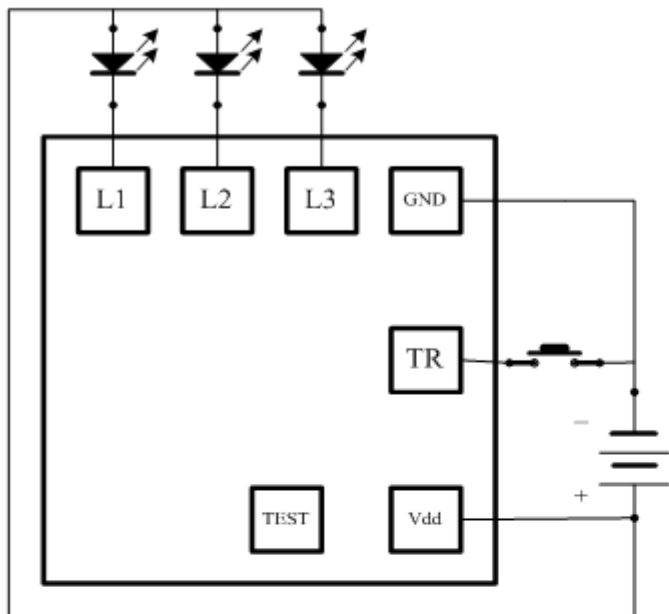 L1 L2 L3 GND
TR
−
+
TEST Vdd